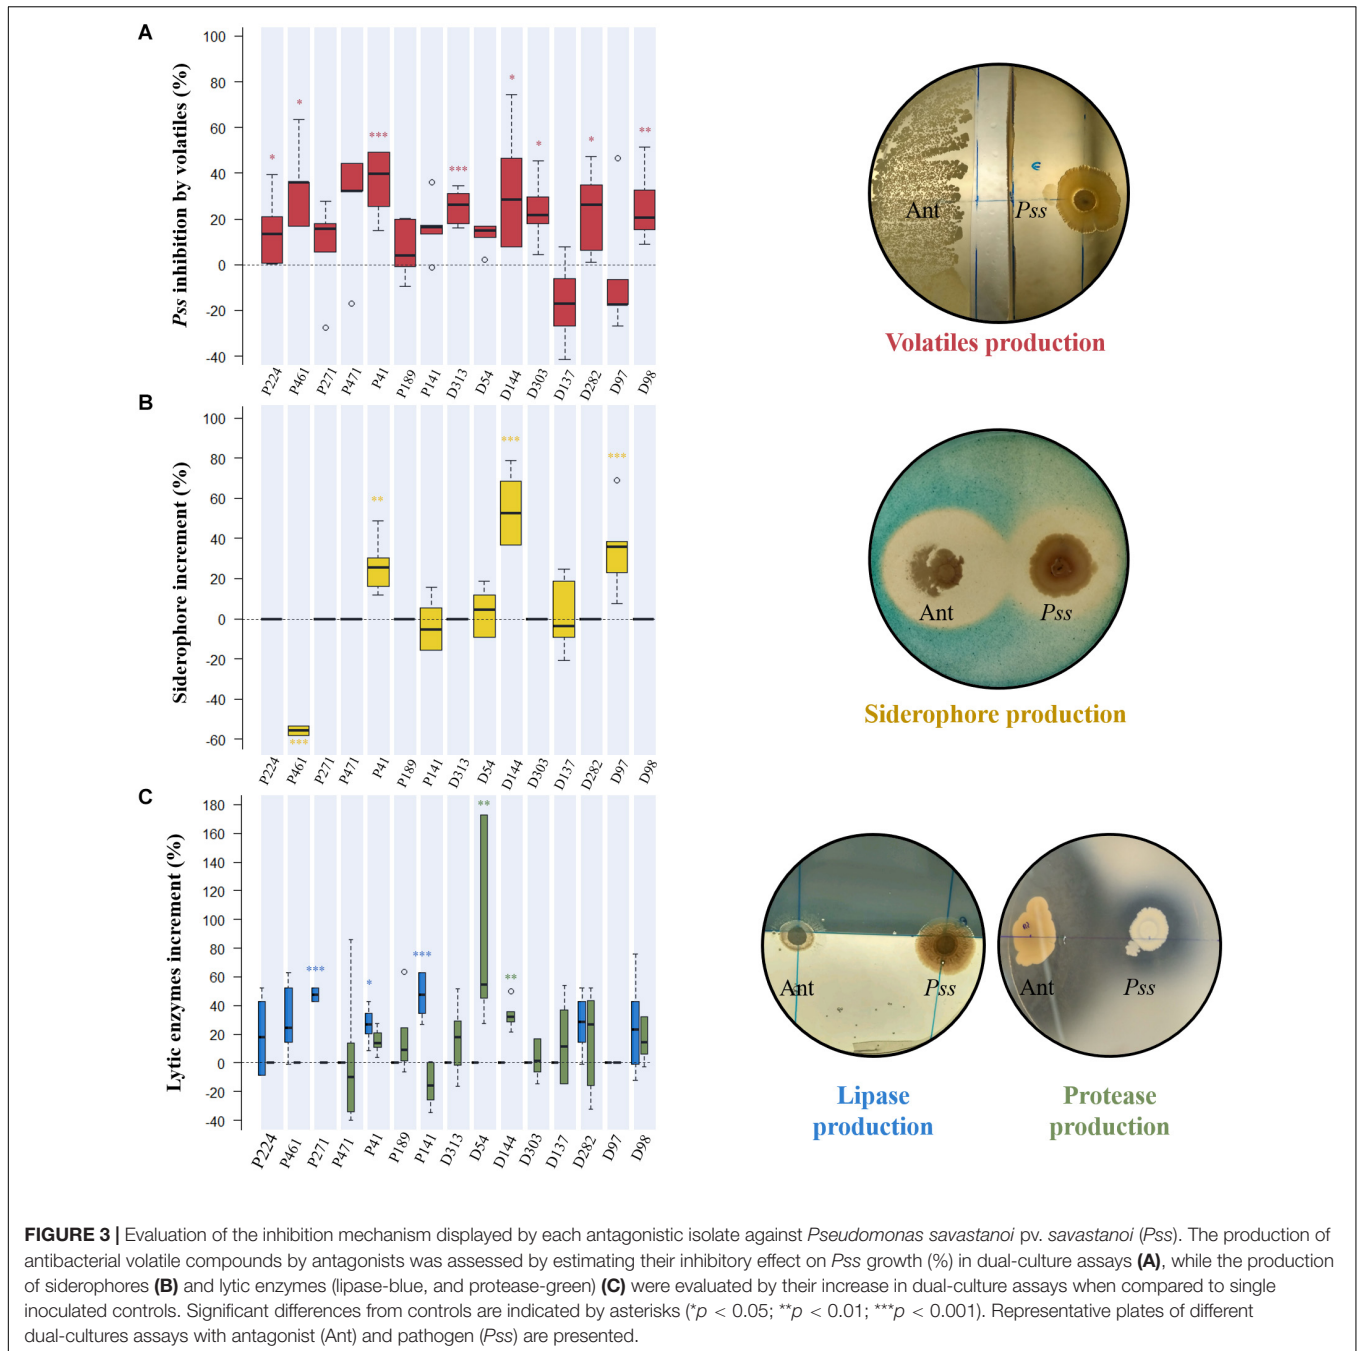 A
Pss inhibition by volatiles (%)
100
80
60
40
20
0
-20
-40
*
*
***
***
*
*
*
**
P224
P461
P271
P471
P41
P189
P141
D313
D54
D144
D303
D137
D282
D97
D98
Ant
Pss
Volatiles production
B
Siderophore increment (%)
100
80
60
40
20
0
-20
-40
-60
***
**
***
***
P224
P461
P271
P471
P41
P189
P141
D313
D54
D144
D303
D137
D282
D97
D98
Ant
Pss
Siderophore production
C
Lytic enzymes increment (%)
180
160
140
120
100
80
60
40
20
0
-20
-40
***
*
***
**
**
P224
P461
P271
P471
P41
P189
P141
D313
D54
D144
D303
D137
D282
D97
D98
Ant
Pss
Lipase
production
Ant
Pss
Protease
production
FIGURE 3 | Evaluation of the inhibition mechanism displayed by each antagonistic isolate against Pseudomonas savastanoi pv. savastanoi (Pss). The production of
antibacterial volatile compounds by antagonists was assessed by estimating their inhibitory effect on Pss growth (%) in dual-culture assays (A), while the production
of siderophores (B) and lytic enzymes (lipase-blue, and protease-green) (C) were evaluated by their increase in dual-culture assays when compared to single
inoculated controls. Significant differences from controls are indicated by asterisks (*p < 0.05; **p < 0.01; ***p < 0.001). Representative plates of different
dual-cultures assays with antagonist (Ant) and pathogen (Pss) are presented.